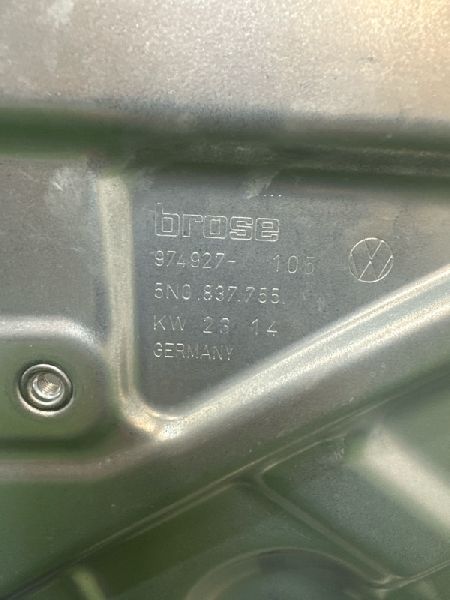 brose
974927- 105
5N0.837.755.
KW 23 14
GERMANY